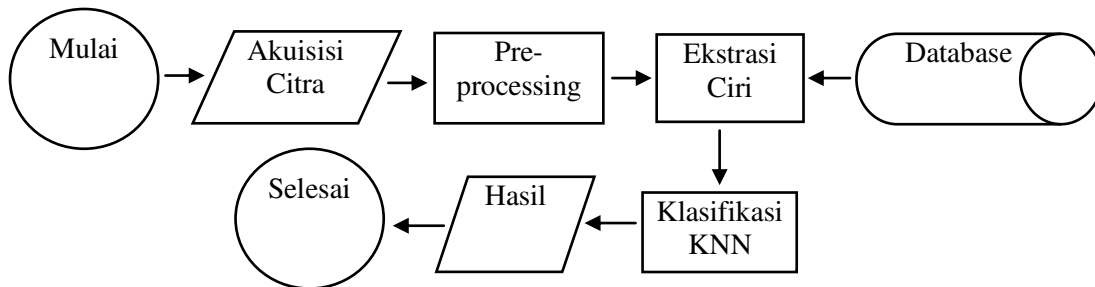 Mulai
Akuisisi
Citra
Pre-
processing
Ekstrasi
Ciri
Database
Selesai
Hasil
Klasifikasi
KNN